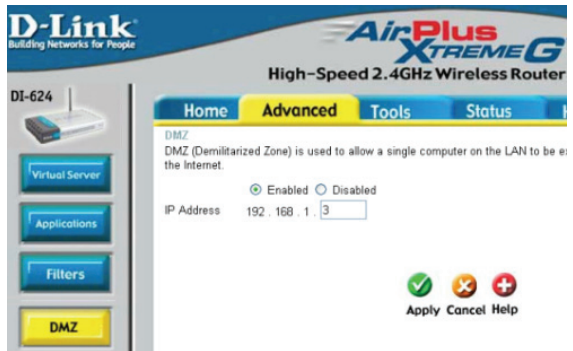 D-Link
Building Networks for People
AirPlus
XTREME G
High-Speed 2.4GHz Wireless Router
DI-624
Home Advanced Tools Status
DMZ
DMZ (Demilitarized Zone) is used to allow a single computer on the LAN to be
the Internet.
Enabled Disabled
IP Address 192 . 168 . 1 . 3
Virtual Server
Applications
Filters
DMZ
Apply Cancel Help